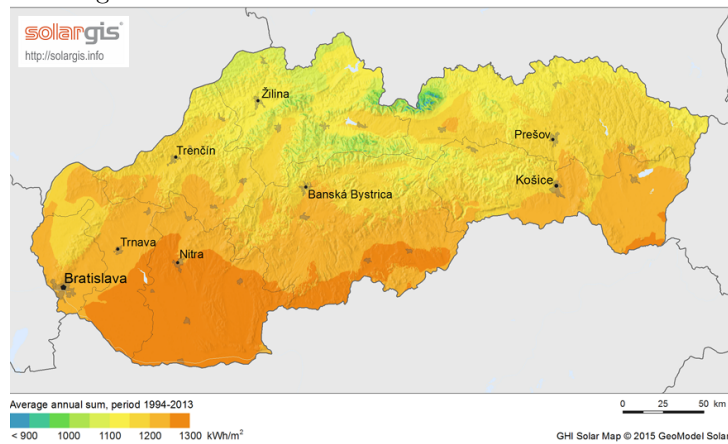 solargis
http://solargis.info
Žilina
Prešov
Trenčín
Košice
Banská Bystrica
Trnava
Nitra
Bratislava
Average annual sum, period 1994-2013
< 900 1000 1100 1200 1300 kWh/m²
0 25 50 km
GHI Solar Map © 2015 GeoModel Solar